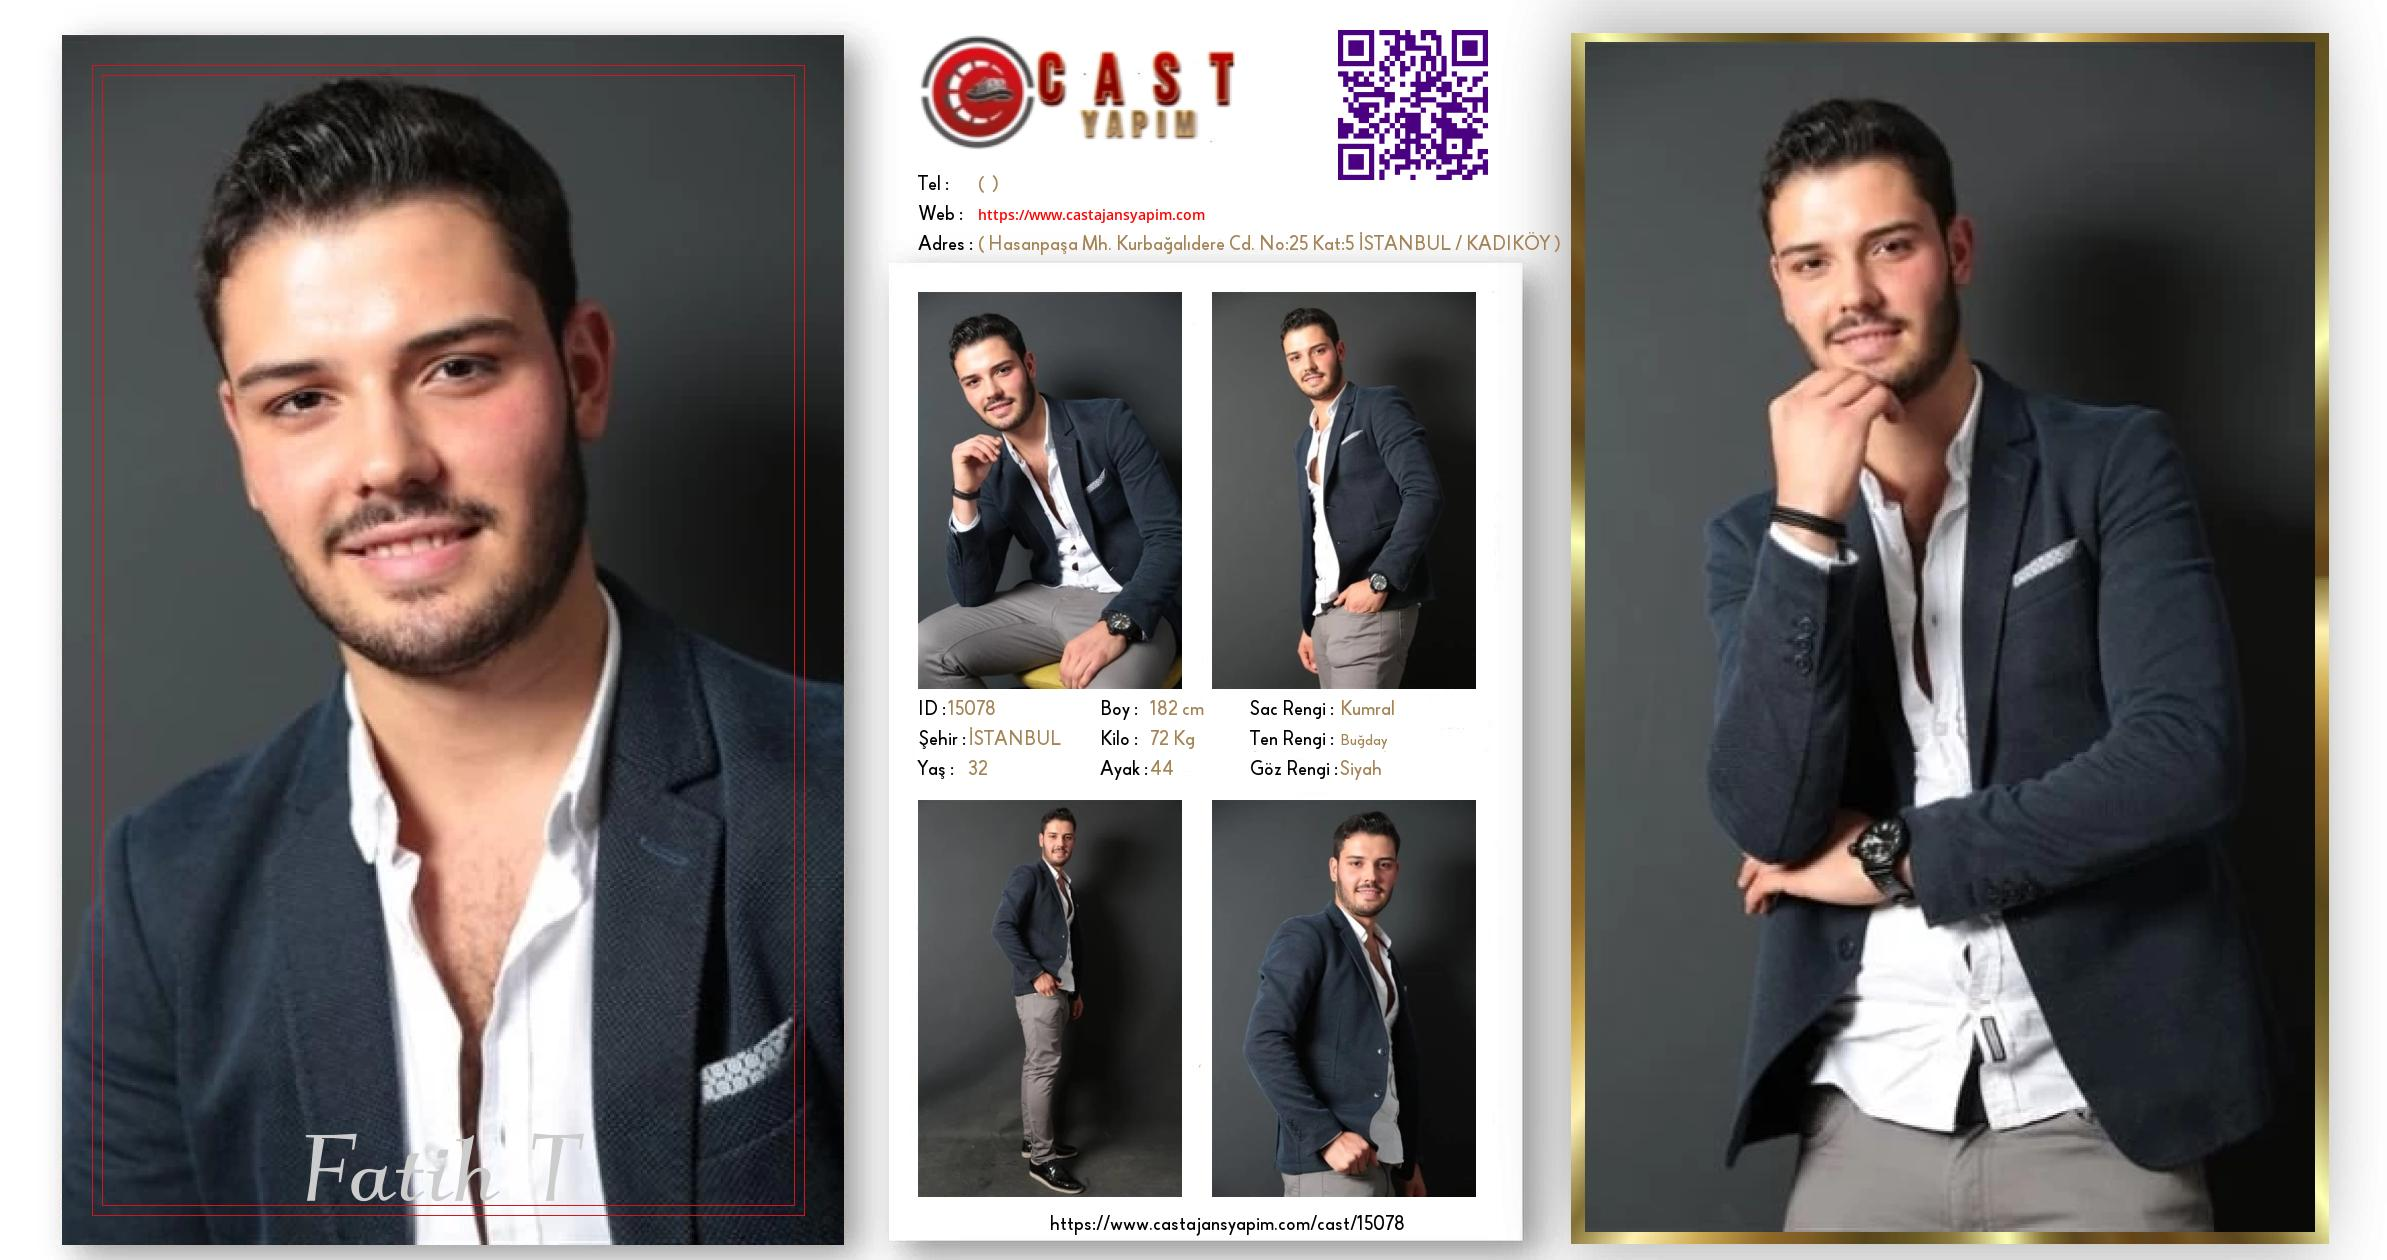 Fatih T
CAST
YAPIM
Tel : ( )
Web : https://www.castajansyapim.com
Adres : ( Hasanpaşa Mh. Kurbağalıdere Cd. No:25 Kat:5 İSTANBUL / KADIKÖY )
ID : 15078 Boy : 182 cm Sac Rengi : Kumral
Şehir : İSTANBUL Kilo : 72 Kg Ten Rengi : Buğday
Yaş : 32 Ayak : 44 Göz Rengi : Siyah
https://www.castajansyapim.com/cast/15078